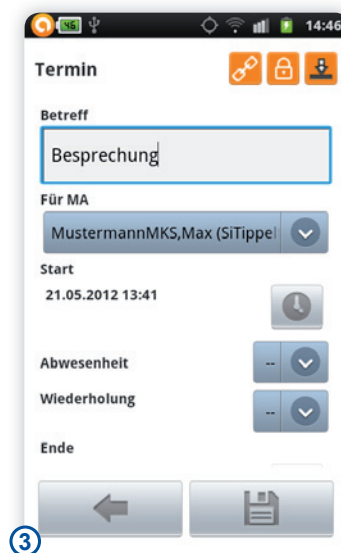 45 14:46
Termin
Betreff
Besprechung
Für MA
MustermannMKS,Max (SiTippel
Start
21.05.2012 13:41
Abwesenheit --
Wiederholung --
Ende
3